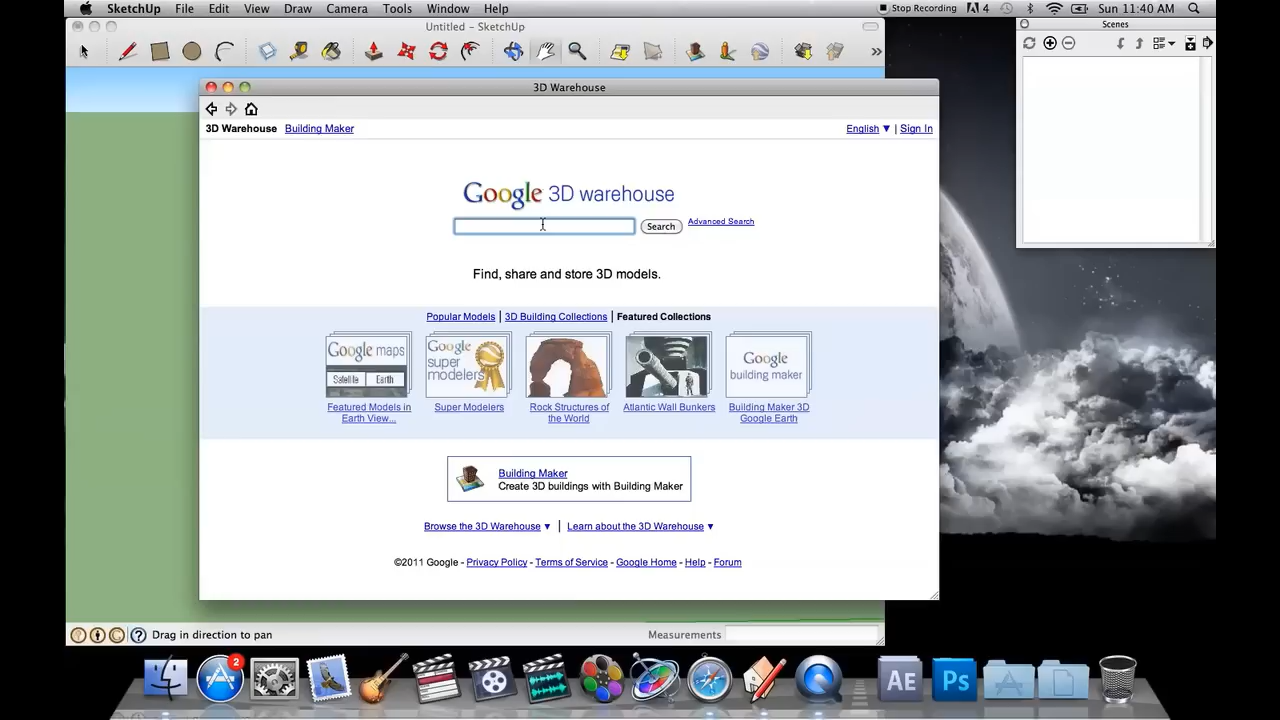 SketchUp File Edit View Draw Camera Tools Window Help Stop Recording 4 Sun 11:40 AM
Untitled - SketchUp
Scenes
3D Warehouse
3D Warehouse Building Maker English ▼ | Sign In
Google 3D warehouse
Search Advanced Search
Find, share and store 3D models.
Popular Models | 3D Building Collections | Featured Collections
Google maps
Satellite Earth
Google super modelers
Google building maker
Featured Models in Earth View...
Super Modelers
Rock Structures of the World
Atlantic Wall Bunkers
Building Maker 3D Google Earth
Building Maker
Create 3D buildings with Building Maker
Browse the 3D Warehouse ▼ | Learn about the 3D Warehouse ▼
©2011 Google - Privacy Policy - Terms of Service - Google Home - Help - Forum
Drag in direction to pan Measurements
2
AE Ps